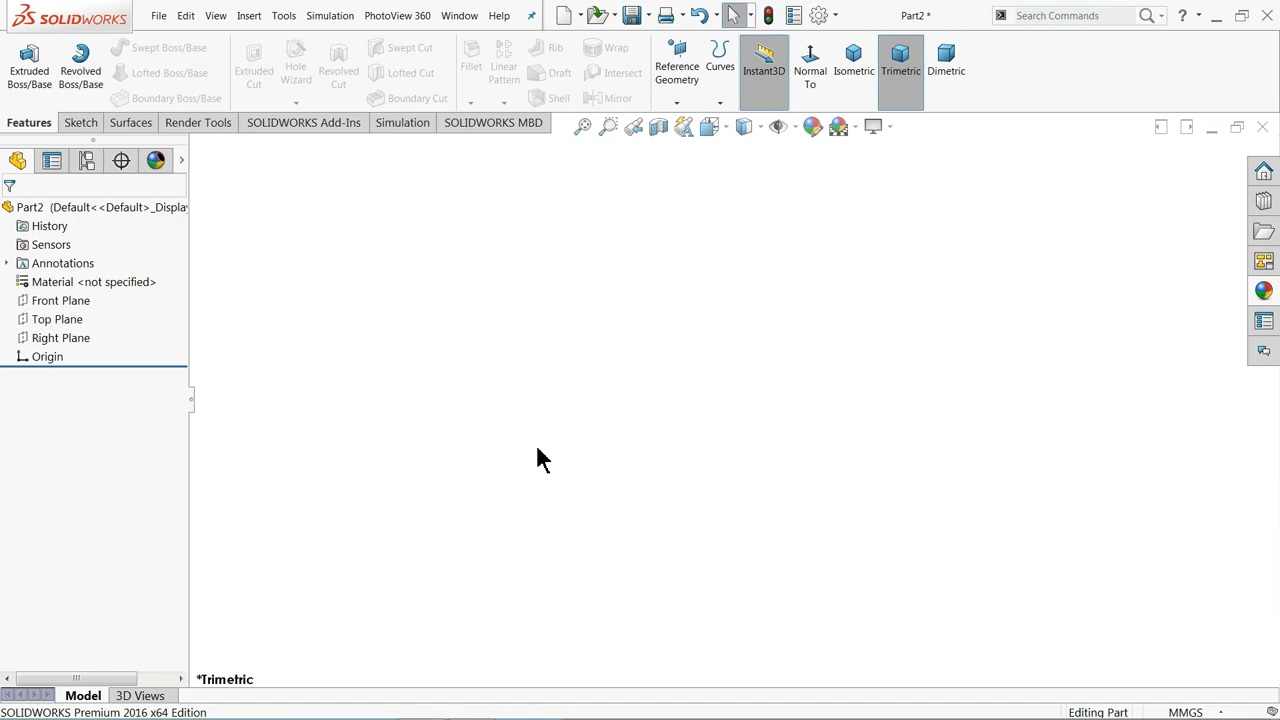 SOLIDWORKS File Edit View Insert Tools Simulation PhotoView 360 Window Help Part2 * Search Commands ?
Extruded Boss/Base
Revolved Boss/Base
Swept Boss/Base
Lofted Boss/Base
Boundary Boss/Base
Extruded Cut
Hole Wizard
Revolved Cut
Swept Cut
Lofted Cut
Boundary Cut
Fillet
Linear Pattern
Rib
Draft
Shell
Wrap
Intersect
Mirror
Reference Geometry
Curves
Instant3D
Normal To
Isometric
Trimetric
Dimetric
Features Sketch Surfaces Render Tools SOLIDWORKS Add-Ins Simulation SOLIDWORKS MBD
Part2 (Default<<Default>_Display
History
Sensors
Annotations
Material <not specified>
Front Plane
Top Plane
Right Plane
Origin
*Trimetric
Model 3D Views
SOLIDWORKS Premium 2016 x64 Edition Editing Part MMGS